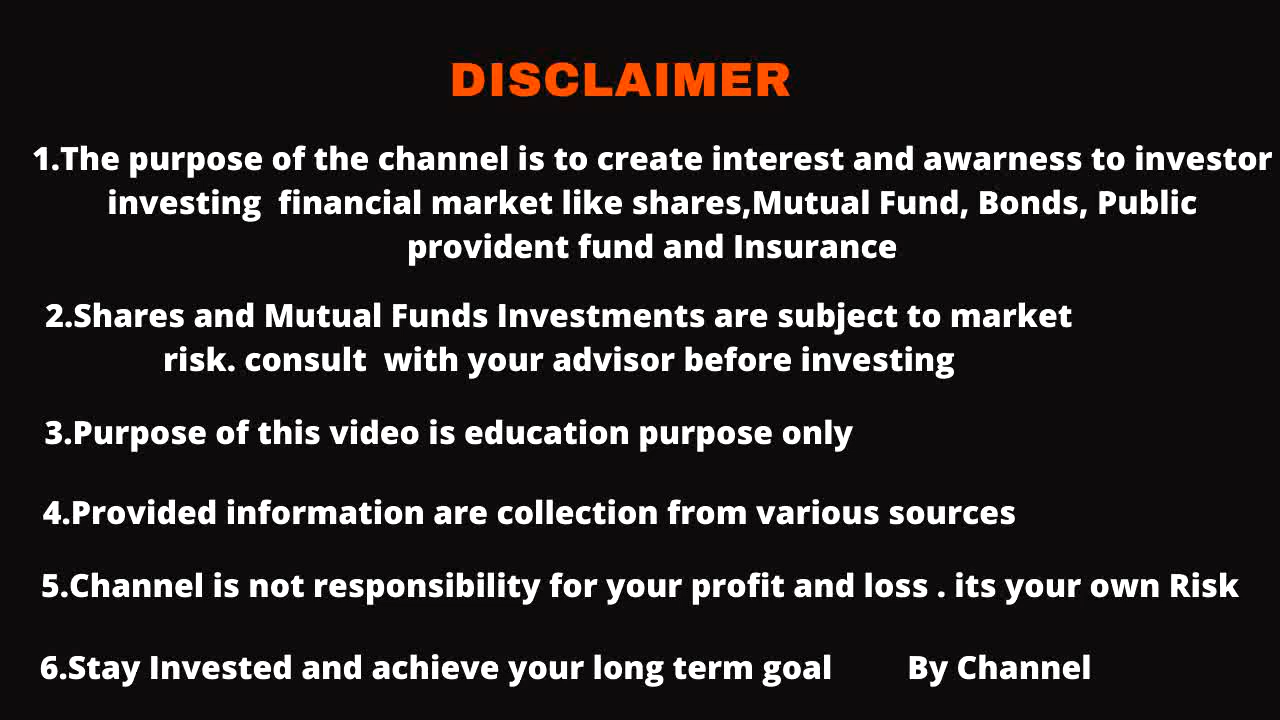 DISCLAIMER
1.The purpose of the channel is to create interest and awarness to investor
investing  financial market like shares,Mutual Fund, Bonds, Public
provident fund and Insurance
2.Shares and Mutual Funds Investments are subject to market
risk. consult  with your advisor before investing
3.Purpose of this video is education purpose only
4.Provided information are collection from various sources
5.Channel is not responsibility for your profit and loss . its your own Risk
6.Stay Invested and achieve your long term goal By Channel